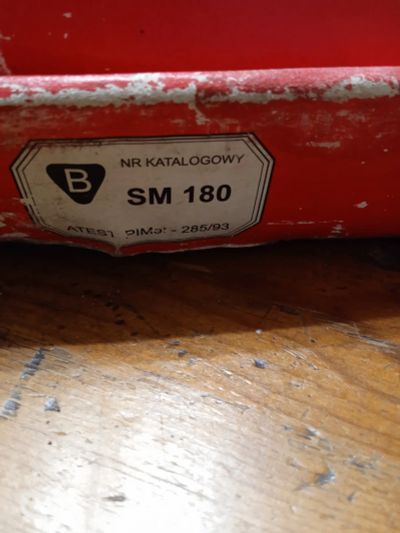 B
NR KATALOGOWY
SM 180
ATEST - 285/93